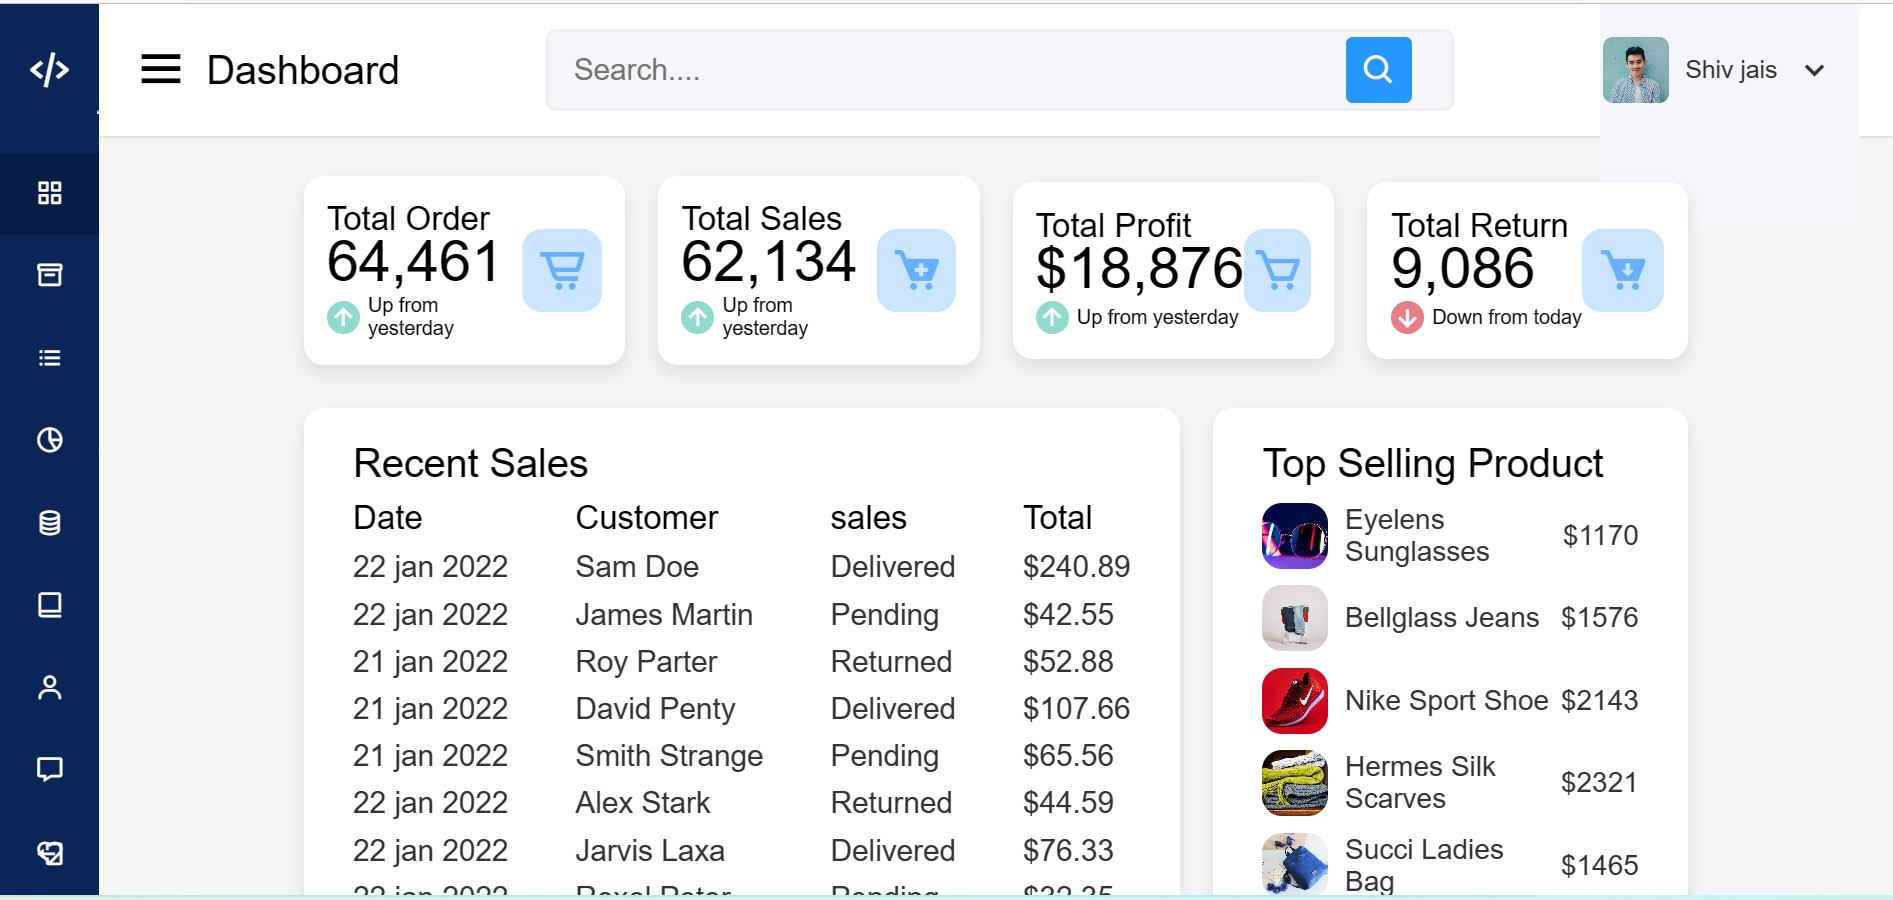 Dashboard
Search....
Shiv jais
Total Order
64,461
Up from
yesterday
Total Sales
62,134
Up from
yesterday
Total Profit
$18,876
Up from yesterday
Total Return
9,086
Down from today
Recent Sales
Date Customer sales Total
22 jan 2022 Sam Doe Delivered $240.89
22 jan 2022 James Martin Pending $42.55
21 jan 2022 Roy Parter Returned $52.88
21 jan 2022 David Penty Delivered $107.66
21 jan 2022 Smith Strange Pending $65.56
22 jan 2022 Alex Stark Returned $44.59
22 jan 2022 Jarvis Laxa Delivered $76.33
22 jan 2022 Pending
Top Selling Product
Eyelens
Sunglasses
$1170
Bellglass Jeans $1576
Nike Sport Shoe $2143
Hermes Silk
Scarves
$2321
Succi Ladies
Bag
$1465